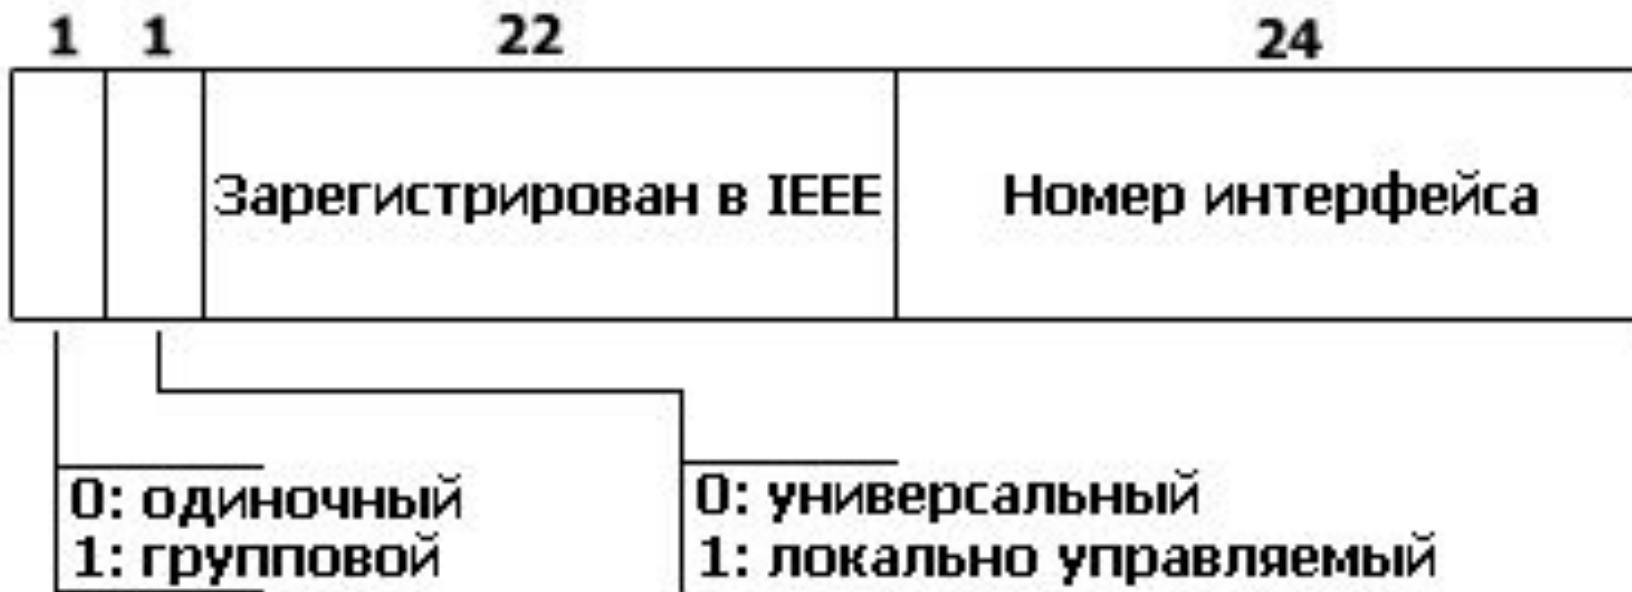 1 1 22 24
Зарегистрирован в IEEE Номер интерфейса
0: одиночный
1: групповой
0: универсальный
1: локально управляемый